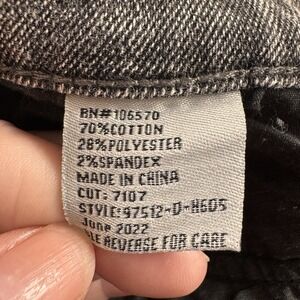 RN#106570
70%COTTON
28%POLYESTER
2%SPANDEX
MADE IN CHINA
CUT: 7107
STYLE:97512-D-H605
June 2022
REVERSE FOR CARE